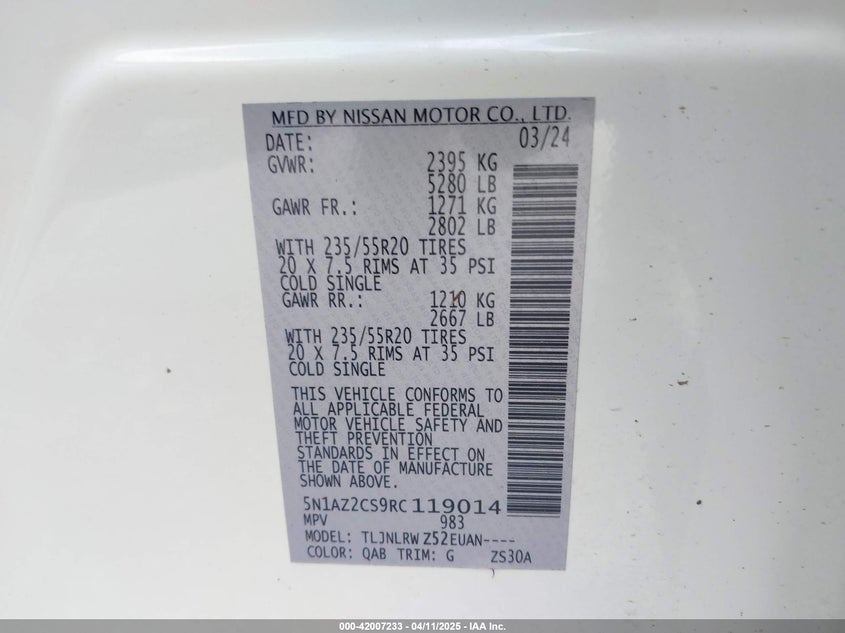 MFD BY NISSAN MOTOR CO., LTD.
DATE: 03/24
GVWR: 2395 KG
5280 LB
GAWR FR.: 1271 KG
2802 LB
WITH 235/55R20 TIRES
20 X 7.5 RIMS AT 35 PSI
COLD SINGLE
GAWR RR.: 1210 KG
2667 LB
WITH 235/55R20 TIRES
20 X 7.5 RIMS AT 35 PSI
COLD SINGLE
THIS VEHICLE CONFORMS TO
ALL APPLICABLE FEDERAL
MOTOR VEHICLE SAFETY AND
THEFT PREVENTION
STANDARDS IN EFFECT ON
THE DATE OF MANUFACTURE
SHOWN ABOVE.
5N1AZ2CS9RC119014
MPV 983
MODEL: TLJNLRW Z52EUAN----
COLOR: QAB TRIM: G ZS30A
000-42007233 - 04/11/2025 - IAA Inc.